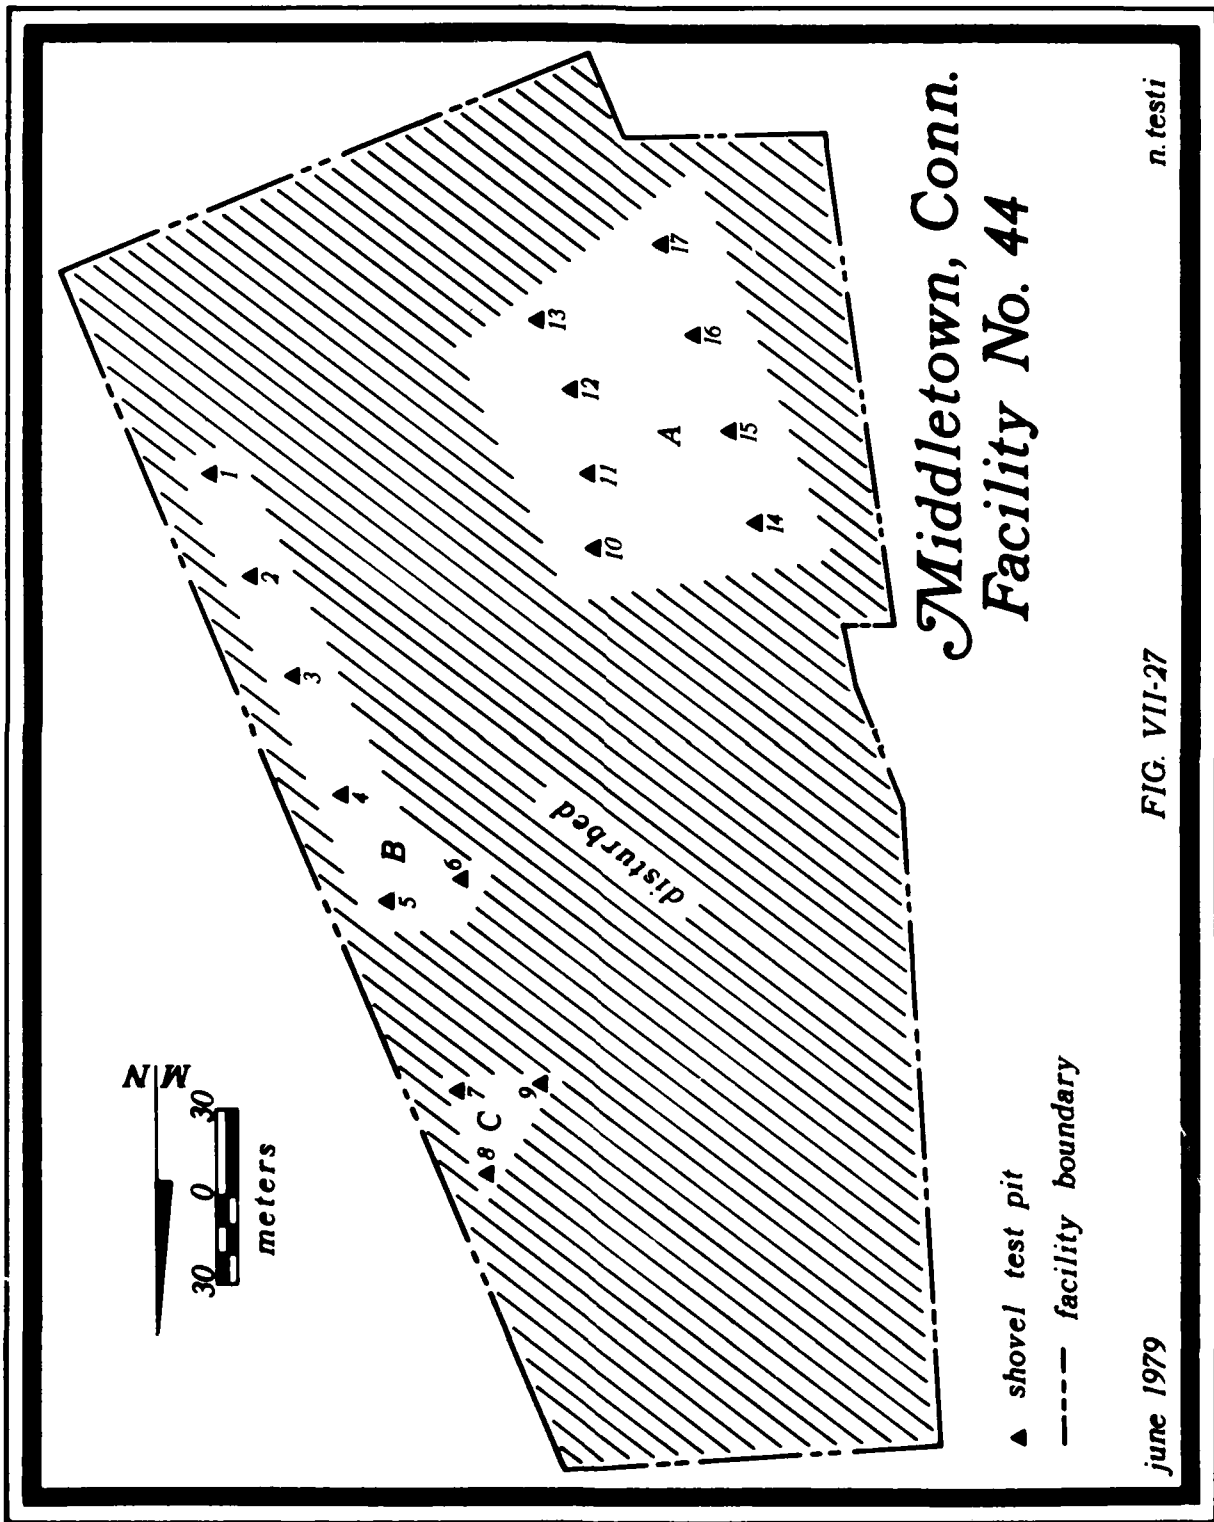 MN
30 0 30
meters
1
2
3
4
B
5
6
7
C
8
9
disturbed
13
17
12
16
11
A
15
10
14
Middletown, Conn.
Facility No. 44
shovel test pit
facility boundary
june 1979
FIG. VII-27
n. testi